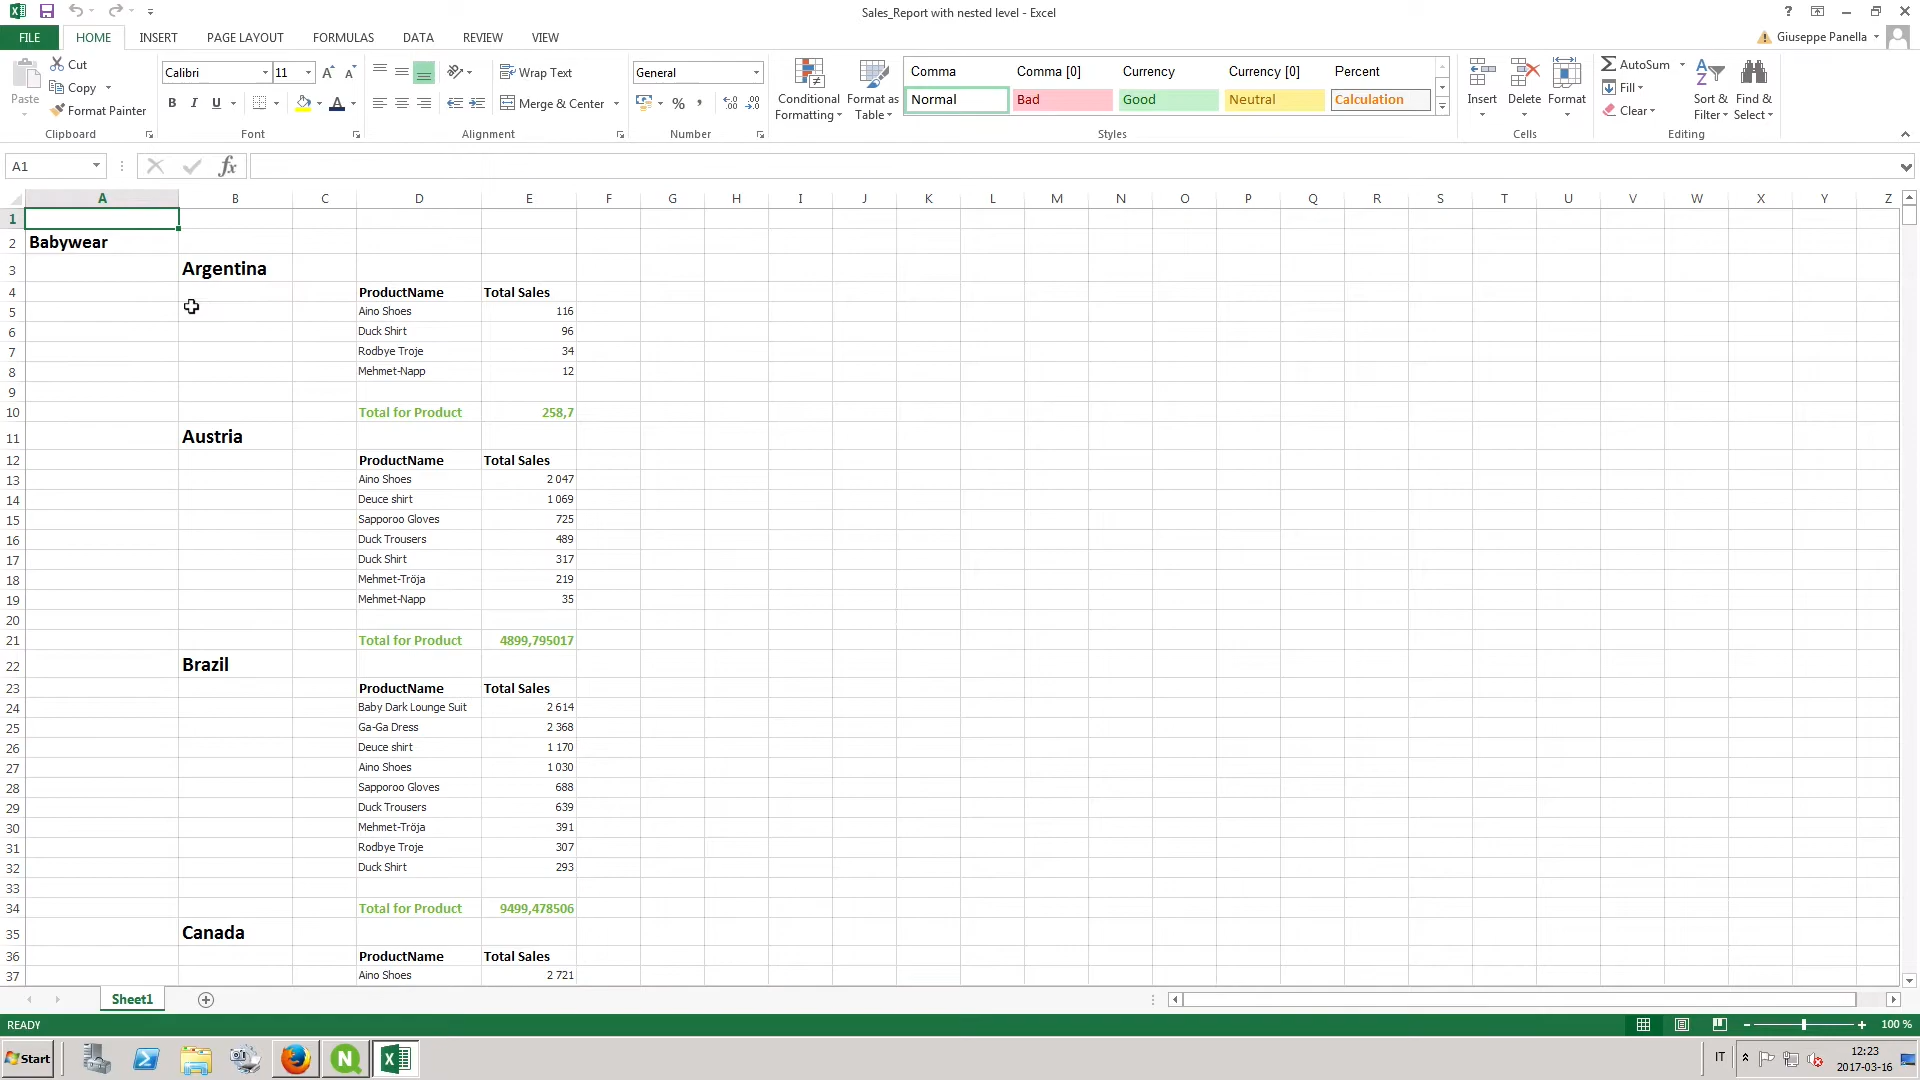 Sales_Report with nested level - Excel
?
FILE HOME INSERT PAGE LAYOUT FORMULAS DATA REVIEW VIEW
Giuseppe Panella
Paste
Cut
Copy
Format Painter
Clipboard
Calibri 11
B I U
Font
Wrap Text
Merge & Center
Alignment
General
%
Number
Conditional Formatting
Format as Table
Comma Comma [0] Currency Currency [0] Percent
Normal Bad Good Neutral Calculation
Styles
Insert Delete Format
Cells
AutoSum
Fill
Clear
Sort & Filter
Find & Select
Editing
A1
fx
A B C D E F G H I J K L M N O P Q R S T U V W X Y Z
1
2 Babywear
3 Argentina
4 ProductName Total Sales
5 Aino Shoes 116
6 Duck Shirt 96
7 Rodbye Troje 34
8 Mehmet-Napp 12
9
10 Total for Product 258,7
11 Austria
12 ProductName Total Sales
13 Aino Shoes 2 047
14 Deuce shirt 1 069
15 Sapporoo Gloves 725
16 Duck Trousers 489
17 Duck Shirt 317
18 Mehmet-Tröja 219
19 Mehmet-Napp 35
20
21 Total for Product 4899,795017
22 Brazil
23 ProductName Total Sales
24 Baby Dark Lounge Suit 2 614
25 Ga-Ga Dress 2 368
26 Deuce shirt 1 170
27 Aino Shoes 1 030
28 Sapporoo Gloves 688
29 Duck Trousers 639
30 Mehmet-Tröja 391
31 Rodbye Troje 307
32 Duck Shirt 293
33
34 Total for Product 9499,478506
35 Canada
36 ProductName Total Sales
37 Aino Shoes 2 721
Sheet1
READY
100 %
Start
IT
12:23
2017-03-16